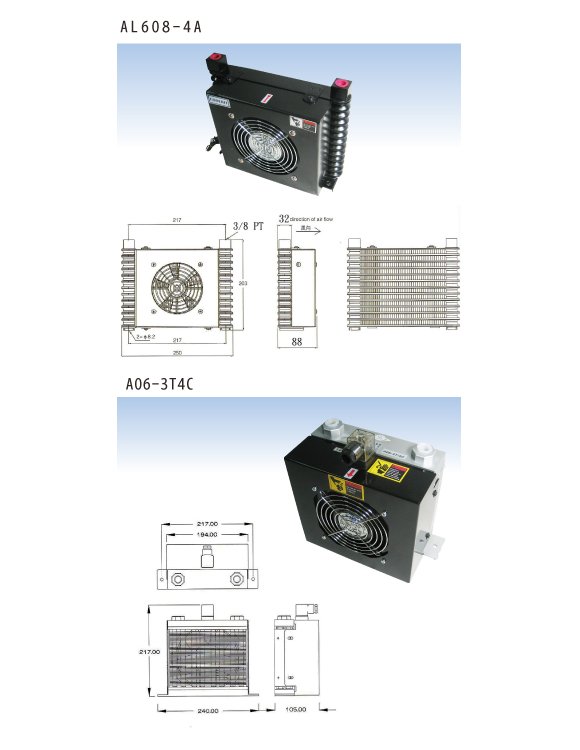 AL608-4A
217
3/8 PT
32 direction of air flow
風向
203
88
2-φ8.2
217
250
A06-3T4C
217.00
194.00
217.00
240.00
105.00